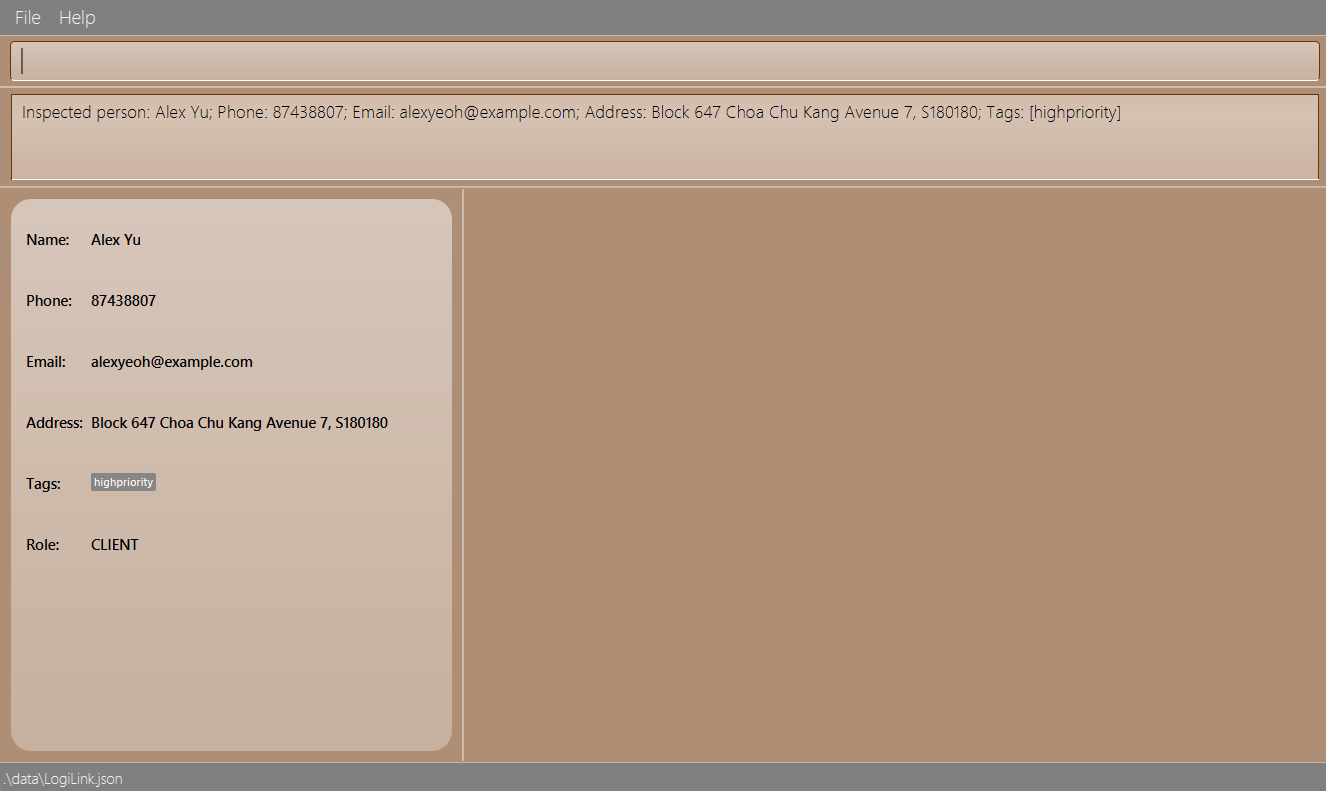 File Help
Inspected person: Alex Yu; Phone: 87438807; Email: alexyeoh@example.com; Address: Block 647 Choa Chu Kang Avenue 7, S180180; Tags: [highpriority]
Name: Alex Yu
Phone: 87438807
Email: alexyeoh@example.com
Address: Block 647 Choa Chu Kang Avenue 7, S180180
Tags: highpriority
Role: CLIENT
.\data\LogiLink.json